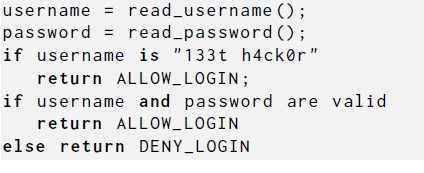 username = read_username();
password = read_password();
if username is "133t h4ck0r"
return ALLOW_LOGIN;
if username and password are valid
return ALLOW_LOGIN
else return DENY_LOGIN